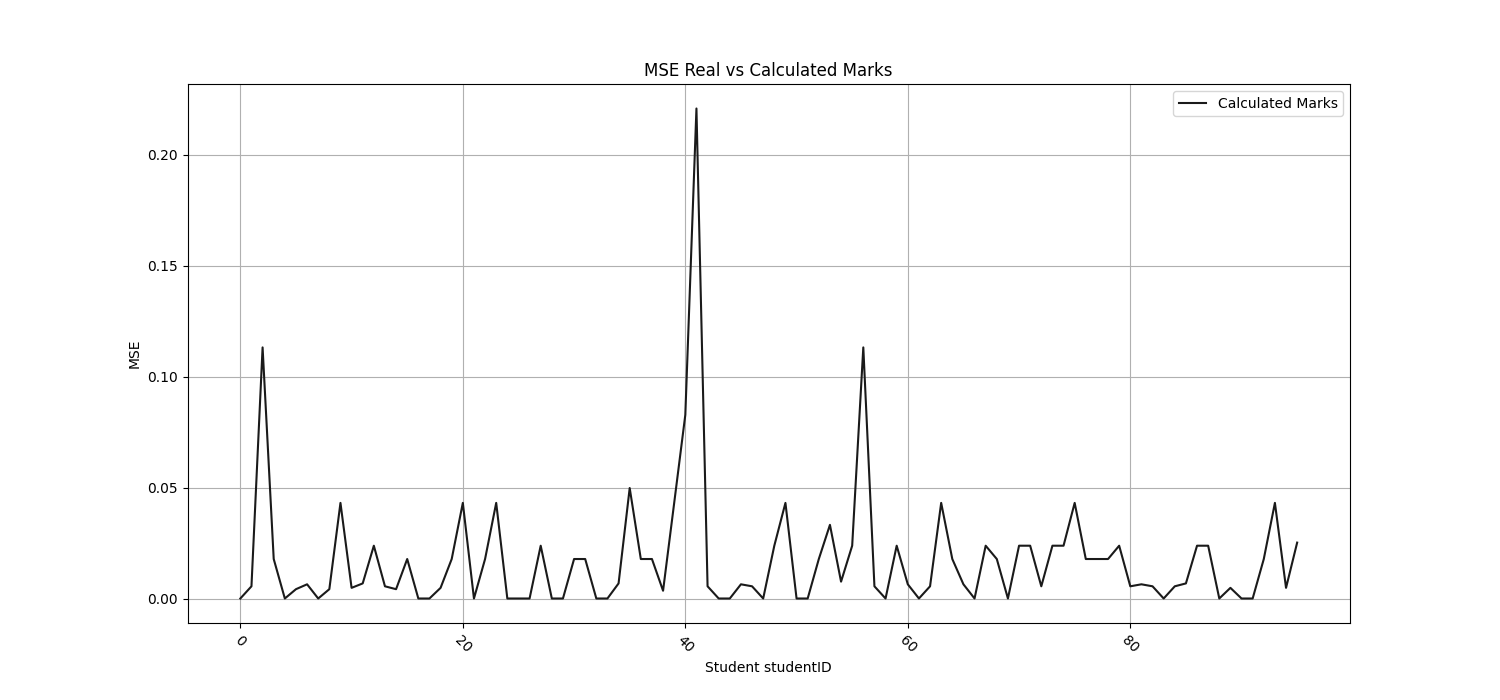 MSE Real vs Calculated Marks
Calculated Marks
0.20
0.15
0.10
0.05
0.00
MSE
0 20 40 60 80
Student studentID